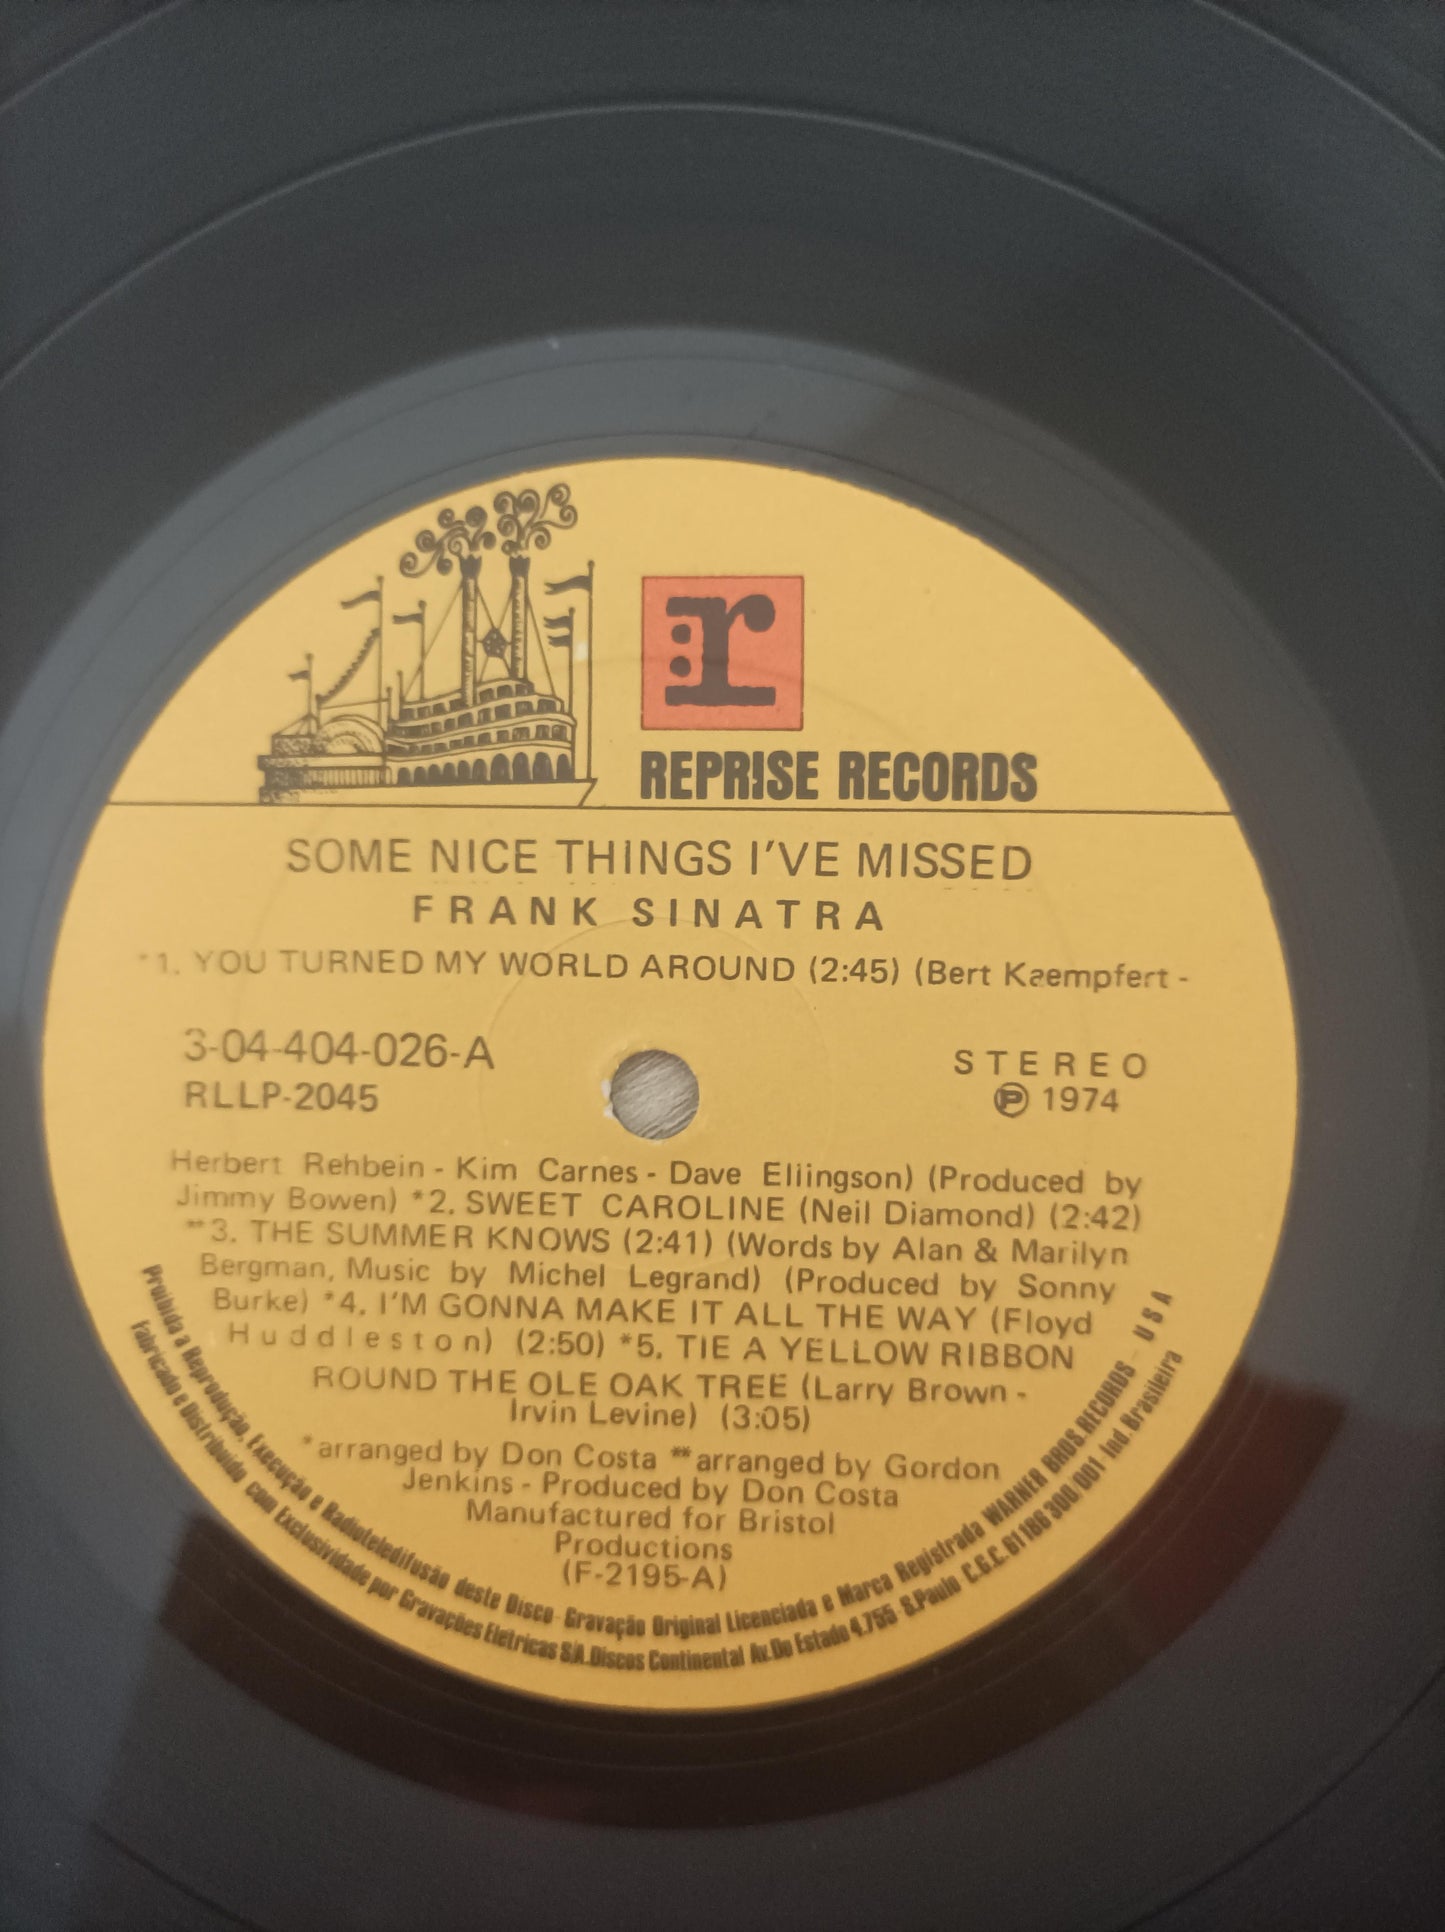 r
REPRISE RECORDS
SOME NICE THINGS I'VE MISSED
FRANK SINATRA
*1. YOU TURNED MY WORLD AROUND (2:45) (Bert Kaempfert -
3-04-404-026-A
RLLP-2045
STEREO
Ⓟ 1974
Herbert Rehbein - Kim Carnes - Dave Ellingson) (Produced by
Jimmy Bowen) *2. SWEET CAROLINE (Neil Diamond) (2:42)
**3. THE SUMMER KNOWS (2:41) (Words by Alan & Marilyn
Bergman, Music by Michel Legrand) (Produced by Sonny
Burke) *4. I'M GONNA MAKE IT ALL THE WAY (Floyd
Huddleston) (2:50) *5. TIE A YELLOW RIBBON
ROUND THE OLE OAK TREE (Larry Brown -
Irvin Levine) (3:05)
*arranged by Don Costa **arranged by Gordon
Jenkins - Produced by Don Costa
Manufactured for Bristol
Productions
(F-2195-A)
Proibida a Reprodução, Execução e Radioteledifusão deste Disco - Gravação Original Licenciada e Marca Registrada WARNER BROS. RECORDS - USA
Fabricado e Distribuído com Exclusividade por Gravações Elétricas S/A. Discos Continental Av. Do Estado 4.755 - S. Paulo C.G.C. 61 186 300/001 Ind. Brasileira